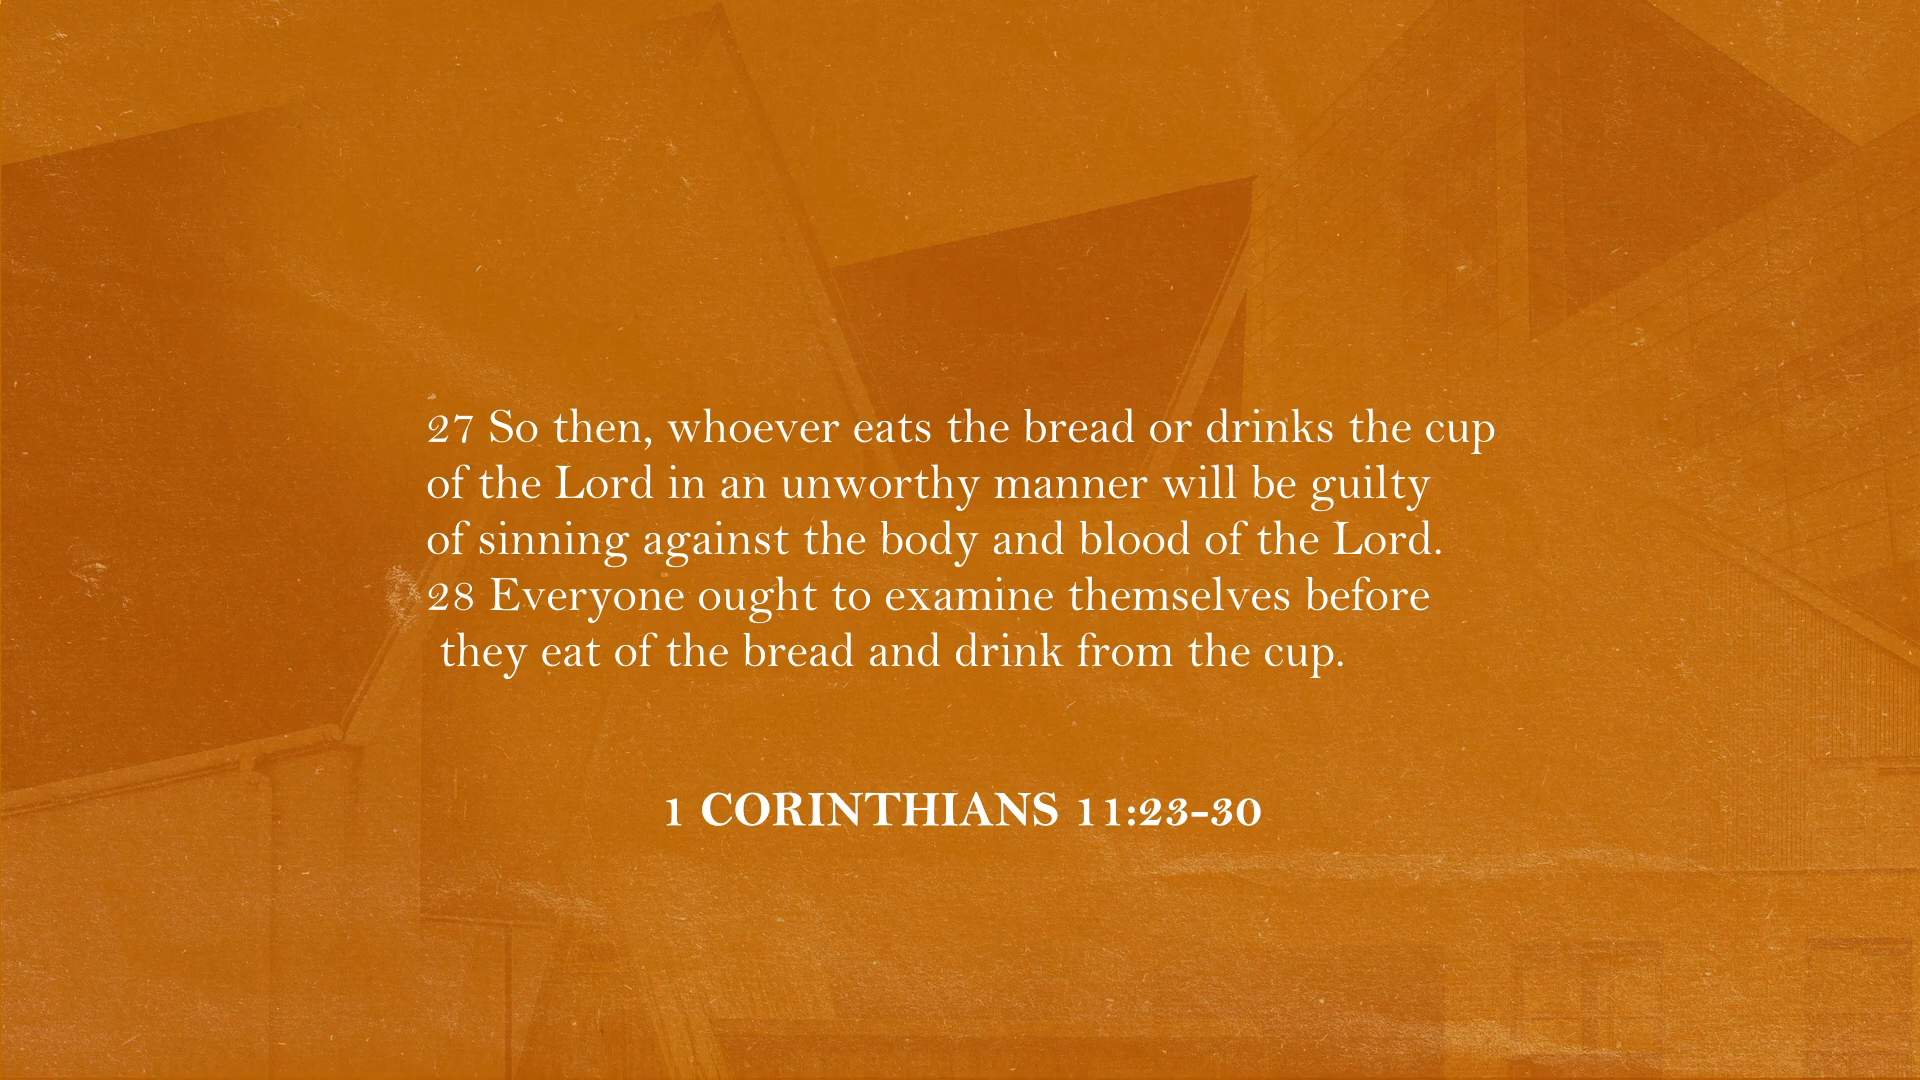 27 So then, whoever eats the bread or drinks the cup
of the Lord in an unworthy manner will be guilty
of sinning against the body and blood of the Lord.
28 Everyone ought to examine themselves before
they eat of the bread and drink from the cup.
1 CORINTHIANS 11:23-30